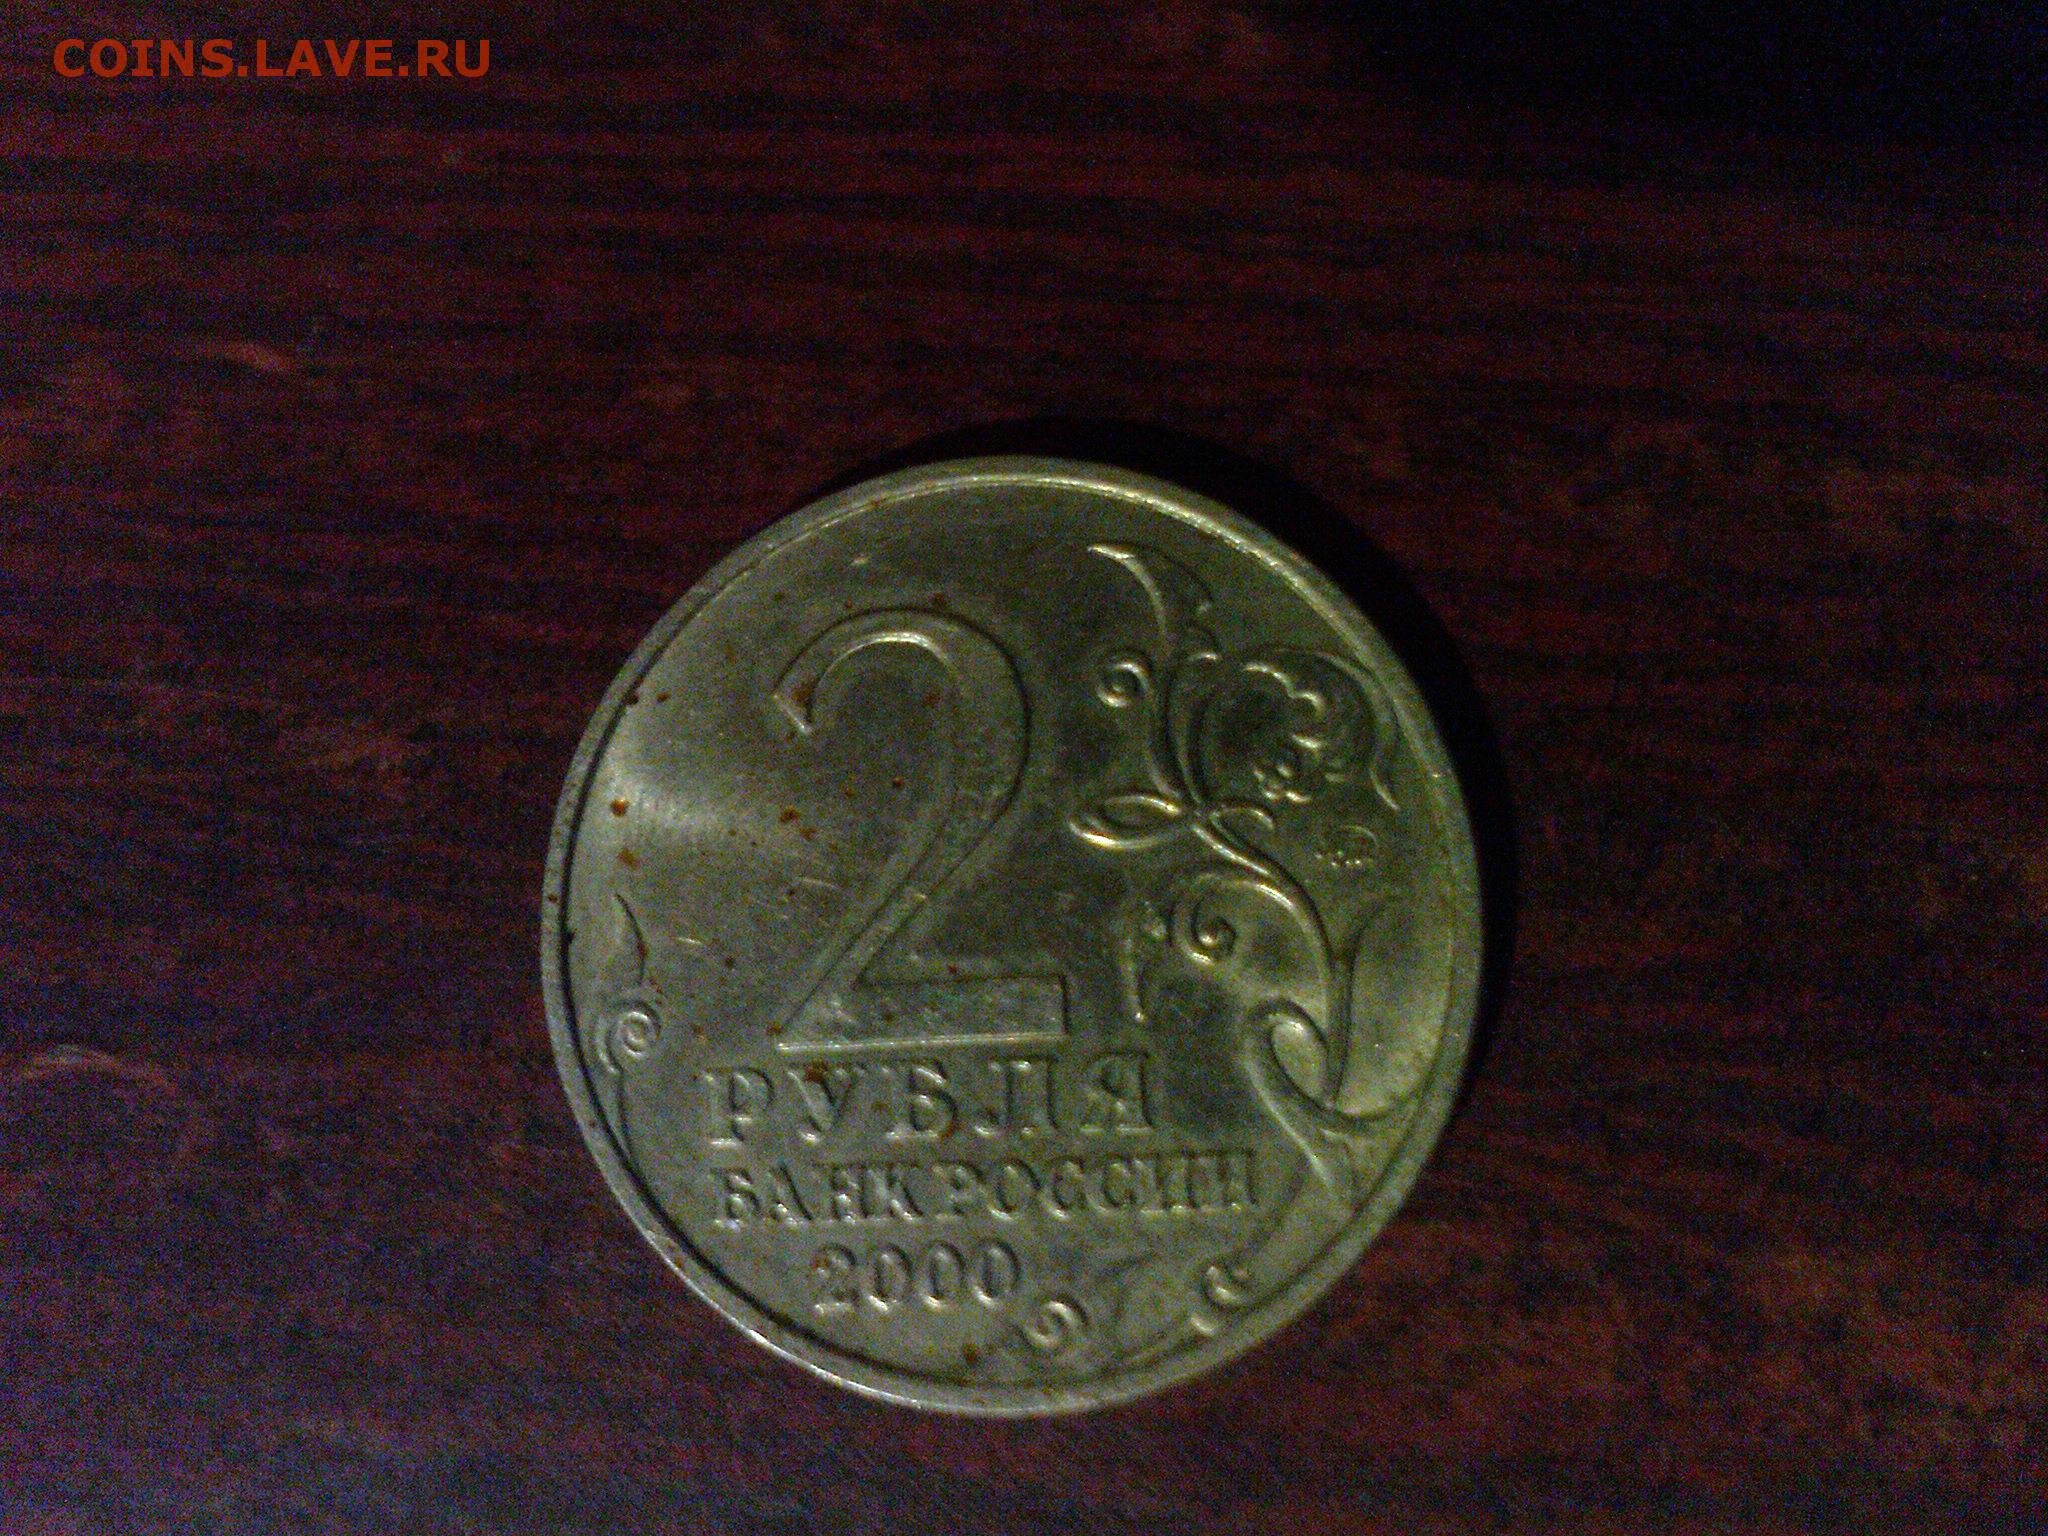 COINS.LAVE.RU
2
РУБЛЯ
БАНК РОССИИ
2000